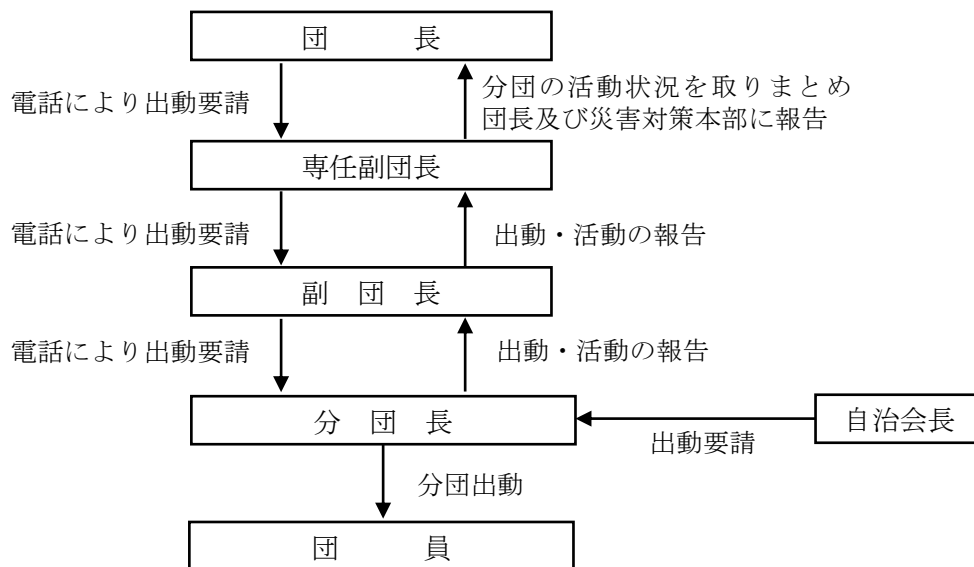 団長
電話により出動要請
分団の活動状況を取りまとめ
団長及び災害対策本部に報告
専任副団長
電話により出動要請
出動・活動の報告
副団長
電話により出動要請
出動・活動の報告
分団長
自治会長
出動要請
分団出動
団員